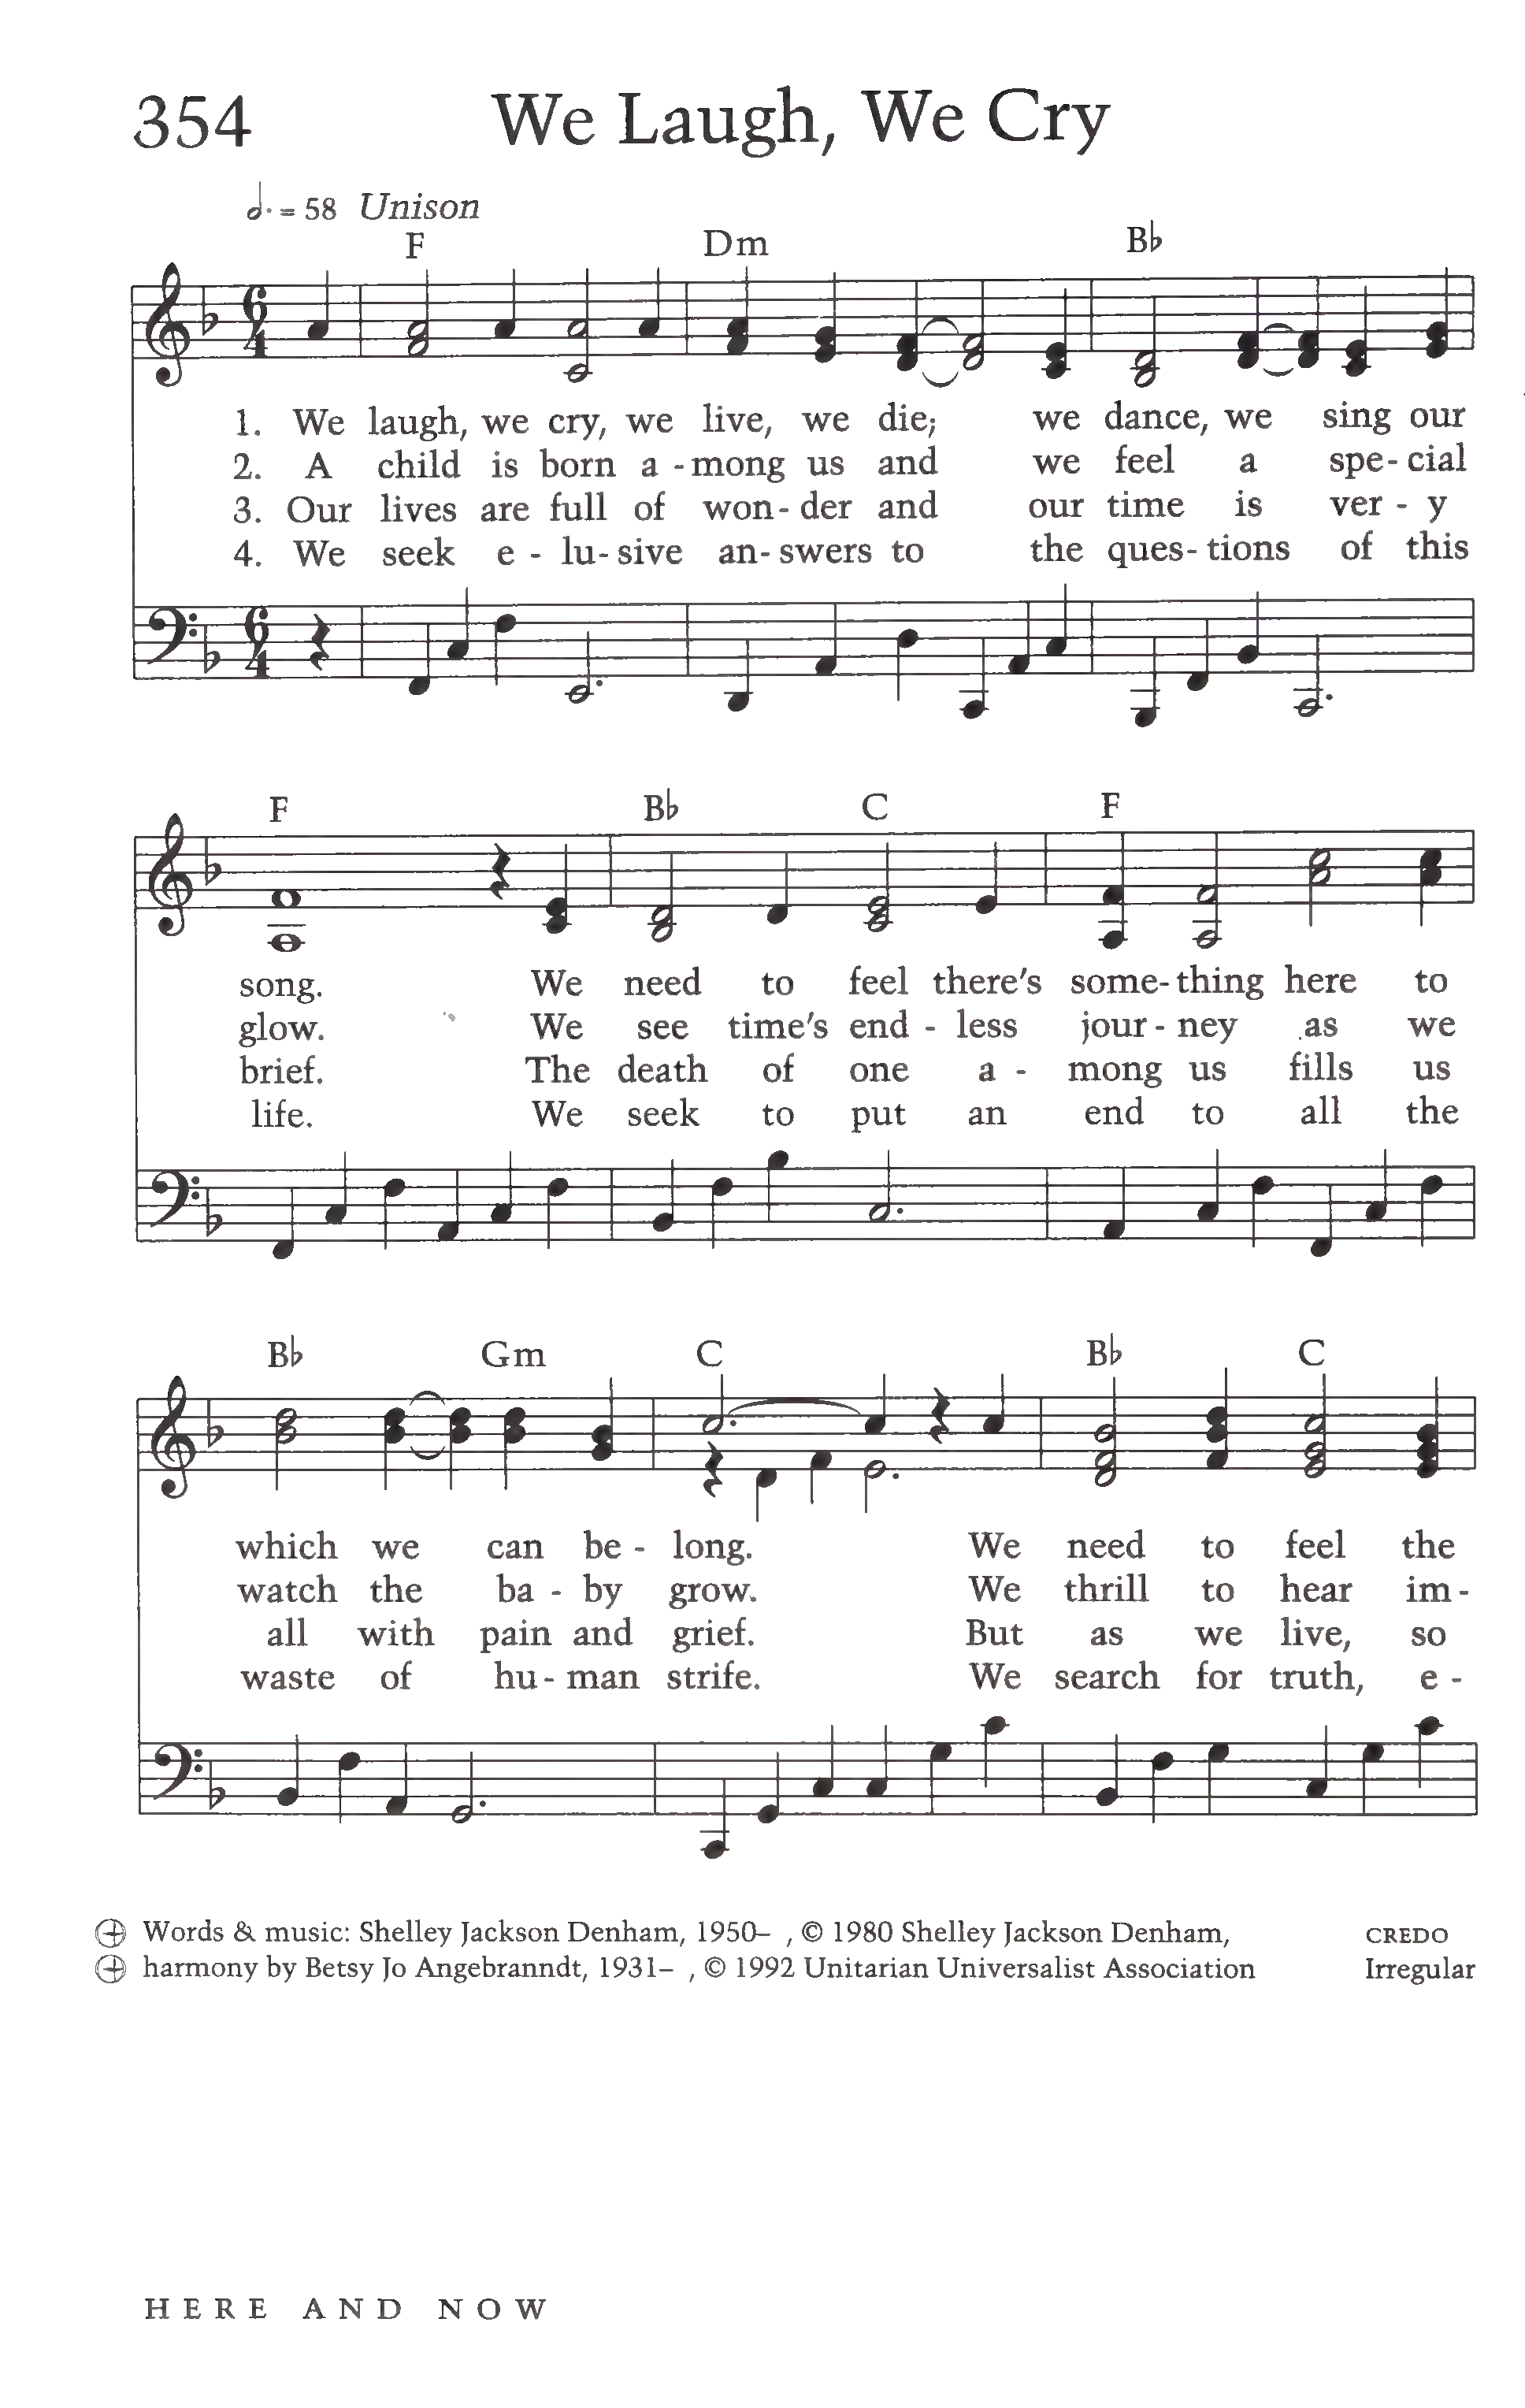 354 We Laugh, We Cry
𝅗𝅥. = 58 Unison
F Dm B♭
6 4
1. We laugh, we cry, we live, we die; we dance, we sing our
2. A child is born a - mong us and we feel a spe - cial
3. Our lives are full of won - der and our time is ver - y
4. We seek e - lu - sive an - swers to the ques - tions of this
6 4
F B♭ C F
song. We need to feel there's some - thing here to
glow. We see time's end - less jour - ney as we
brief. The death of one a - mong us fills us
life. We seek to put an end to all the
B♭ Gm C B♭ C
which we can be - long. We need to feel the
watch the ba - by grow. We thrill to hear im -
all with pain and grief. But as we live, so
waste of hu - man strife. We search for truth, e -
Words & music: Shelley Jackson Denham, 1950– , © 1980 Shelley Jackson Denham, CREDO
harmony by Betsy Jo Angebranndt, 1931– , © 1992 Unitarian Universalist Association Irregular
HERE AND NOW